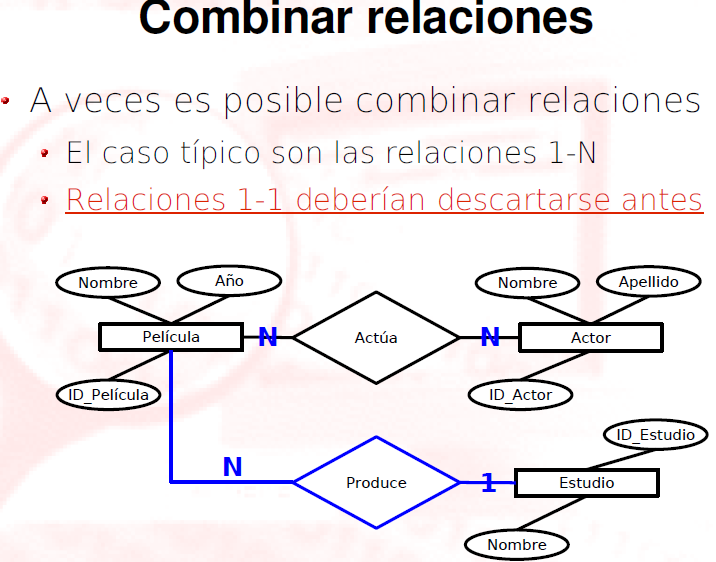 Combinar relaciones
A veces es posible combinar relaciones
El caso típico son las relaciones 1-N
Relaciones 1-1 deberían descartarse antes
Nombre
Año
Nombre
Apellido
Película
N
Actúa
N
Actor
ID_Película
ID_Actor
ID_Estudio
N
Produce
1
Estudio
Nombre